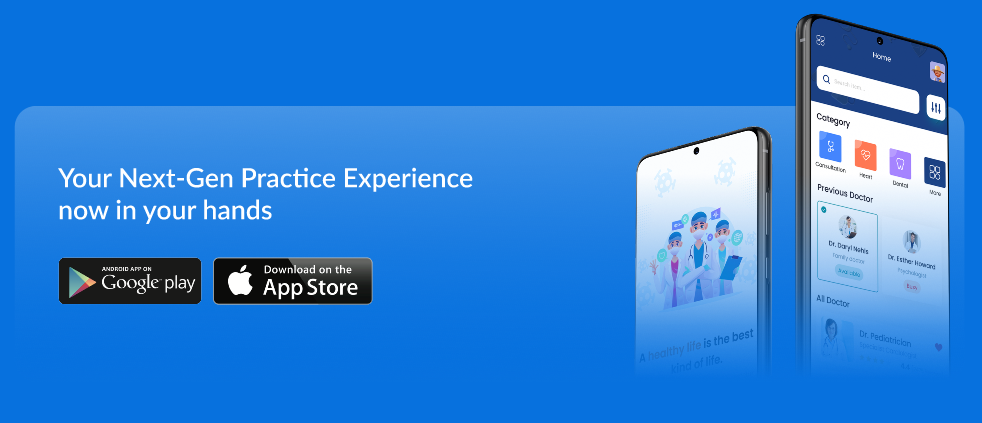 Your Next-Gen Practice Experience
now in your hands
ANDROID APP ON
Google play
Download on the
App Store
A healthy life is the best
kind of life.
Home
Search here...
Category
Consultation
Heart
Dental
More
Previous Doctor
Dr. Daryl Nehls
Family doctor
Available
Dr. Esther Howard
Psychologist
Busy
All Doctor
Dr. Pediatrician